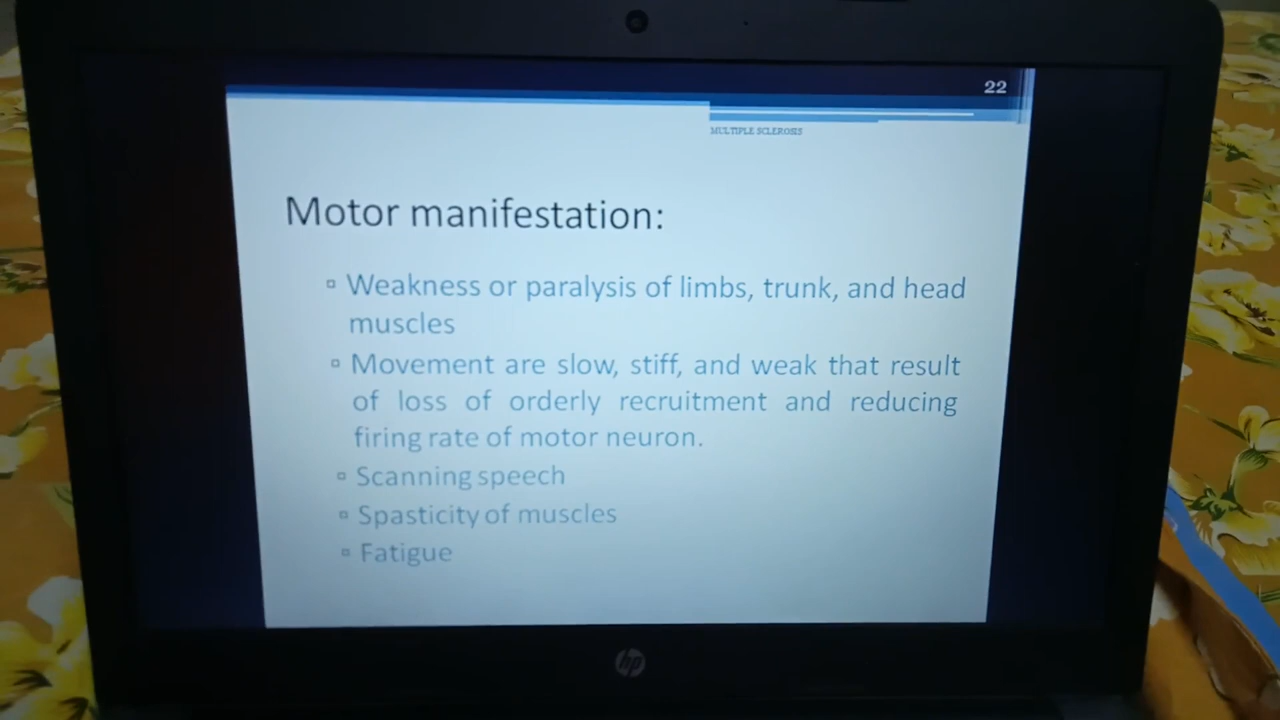 22
MULTIPLE SCLEROSIS
Motor manifestation:
▫ Weakness or paralysis of limbs, trunk, and head
muscles
▫ Movement are slow, stiff, and weak that result
of loss of orderly recruitment and reducing
firing rate of motor neuron.
▫ Scanning speech
▫ Spasticity of muscles
▫ Fatigue
hp